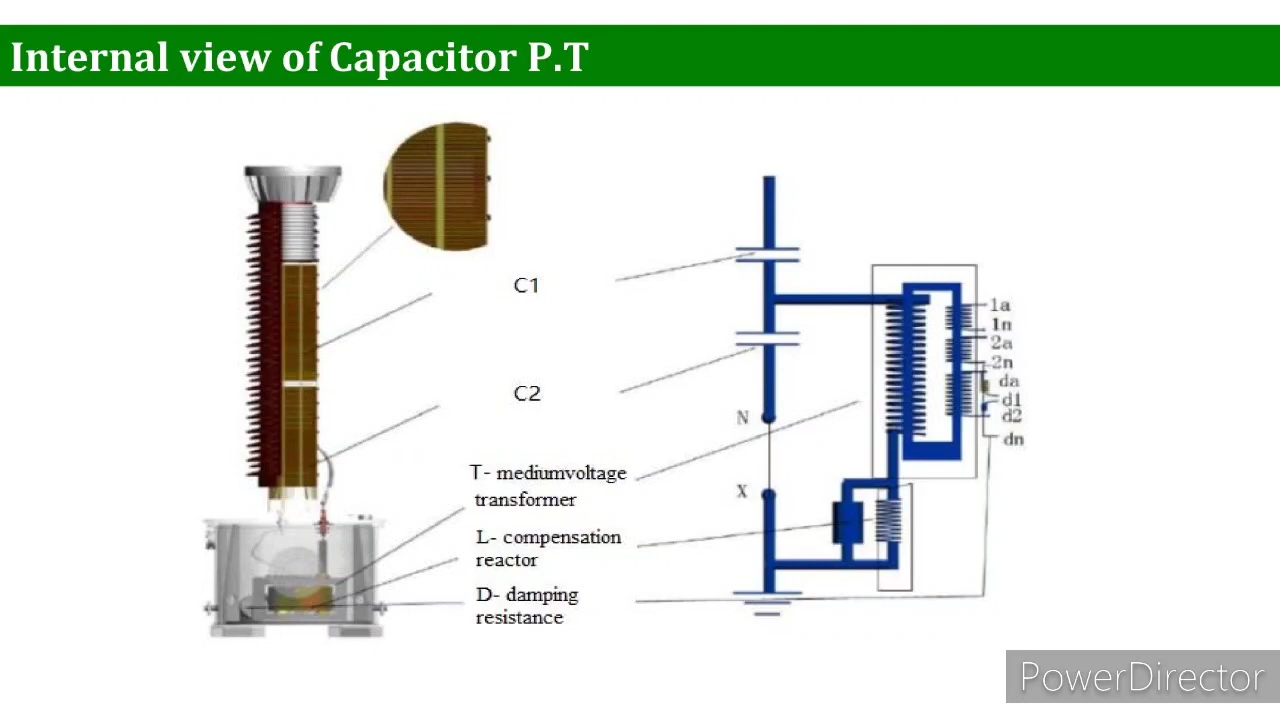 Internal view of Capacitor P.T
C1
C2
T- mediumvoltage
transformer
L- compensation
reactor
D- damping
resistance
N
X
1a
1n
2a
2n
da
d1
d2
dn
PowerDirector